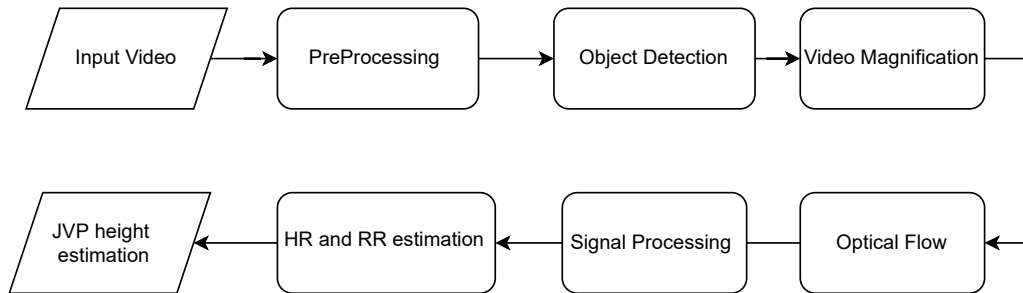 Input Video
PreProcessing
Object Detection
Video Magnification
Optical Flow
Signal Processing
HR and RR estimation
JVP height
estimation